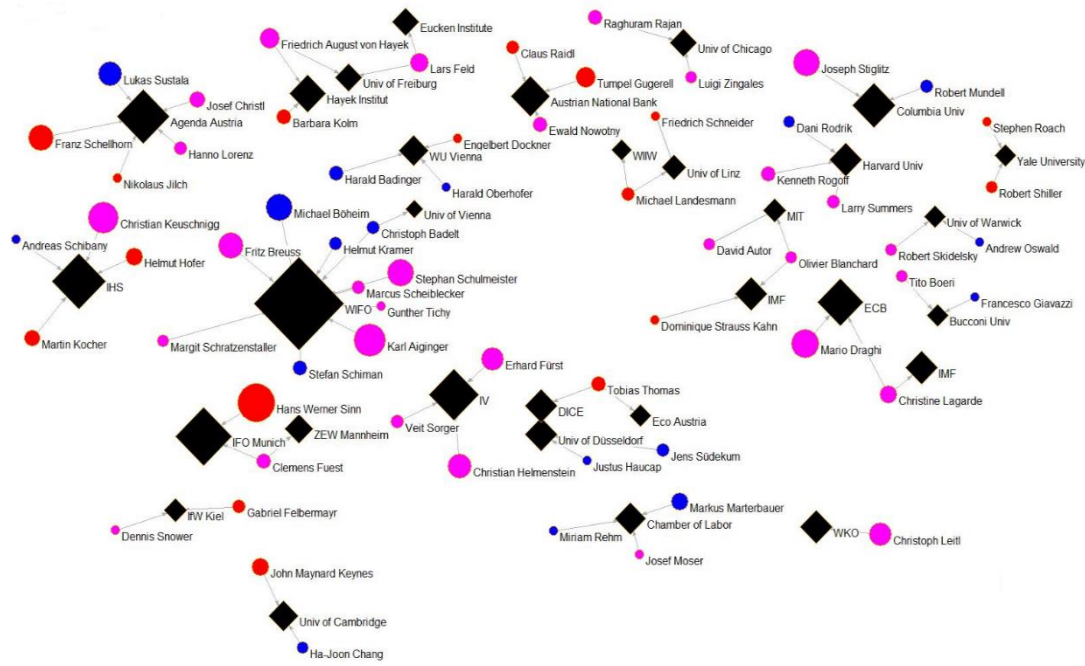 Eucken Institute
Raghuram Rajan
Friedrich August von Hayek
Claus Raidl
Univ of Chicago
Lars Feld
Joseph Stiglitz
Lukas Sustala
Univ of Freiburg
Tumpel Gugerell
Luigi Zingales
Robert Mundell
Josef Christl
Hayek Institut
Austrian National Bank
Columbia Univ
Agenda Austria
Barbara Kolm
Ewald Nowotny
Friedrich Schneider
Dani Rodrik
Stephen Roach
Franz Schellhorn
Engelbert Dockner
Hanno Lorenz
WU Vienna
WIIW
Harvard Univ
Yale University
Nikolaus Jilch
Harald Badinger
Univ of Linz
Kenneth Rogoff
Harald Oberhofer
Michael Landesmann
Robert Shiller
Larry Summers
Christian Keuschnigg
Michael Böheim
Univ of Vienna
MIT
Univ of Warwick
Christoph Badelt
Andreas Schibany
Fritz Breuss
Helmut Kramer
David Autor
Andrew Oswald
Robert Skidelsky
Helmut Hofer
Olivier Blanchard
Stephan Schulmeister
IHS
Marcus Scheiblecker
Tito Boeri
WIFO
Gunther Tichy
IMF
ECB
Francesco Giavazzi
Bucconi Univ
Dominique Strauss Kahn
Martin Kocher
Margit Schratzenstaller
Karl Aiginger
Mario Draghi
Stefan Schiman
Erhard Fürst
IMF
Tobias Thomas
Christine Lagarde
Hans Werner Sinn
IV
DICE
Veit Sorger
Eco Austria
ZEW Mannheim
IFO Munich
Univ of Düsseldorf
Jens Südekum
Clemens Fuest
Christian Helmenstein
Justus Haucap
Markus Marterbauer
IfW Kiel
Gabriel Felbermayr
Chamber of Labor
WKO
Dennis Snower
Miriam Rehm
Christoph Leitl
Josef Moser
John Maynard Keynes
Univ of Cambridge
Ha-Joon Chang